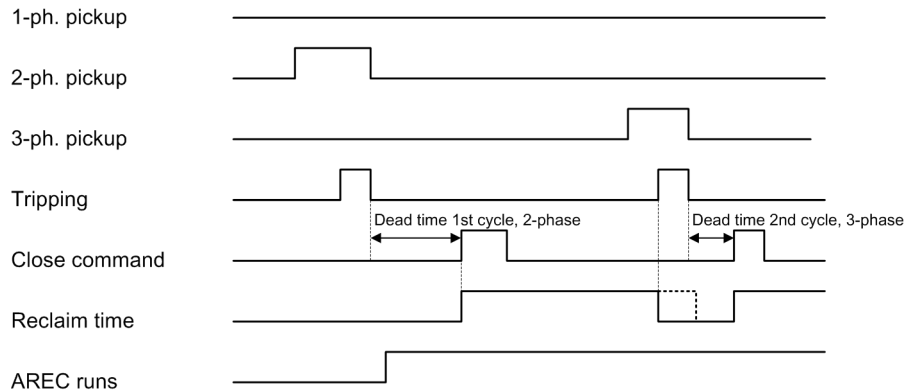 1-ph. pickup
2-ph. pickup
3-ph. pickup
Tripping
Dead time 1st cycle, 2-phase
Dead time 2nd cycle, 3-phase
Close command
Reclaim time
AREC runs